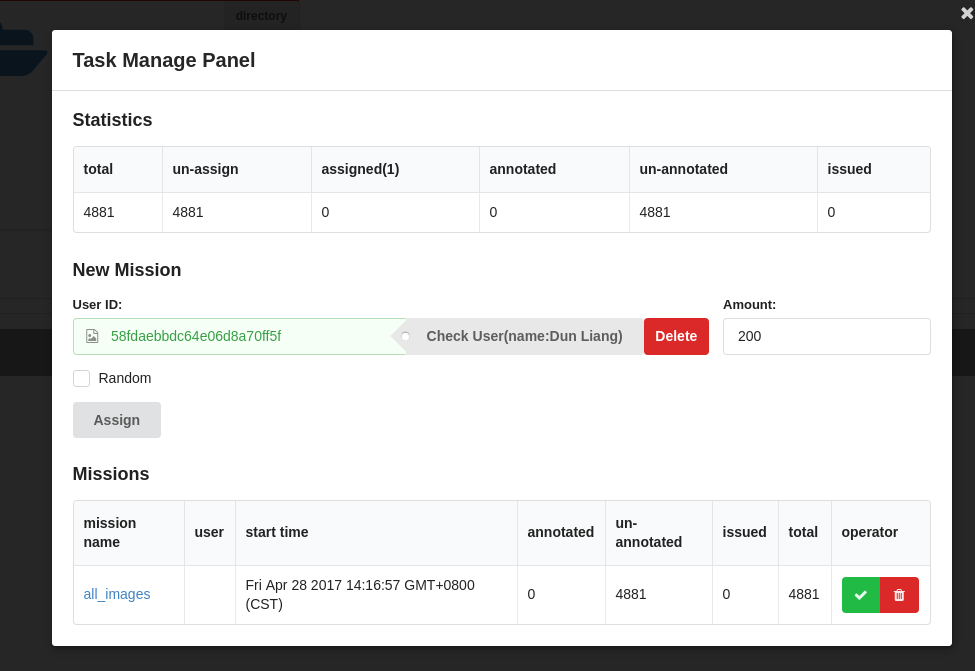 directory
Task Manage Panel
Statistics
total un-assign assigned(1) annotated un-annotated issued
4881 4881 0 0 4881 0
New Mission
User ID: Amount:
58fdaebbdc64e06d8a70ff5f Check User(name:Dun Liang) Delete 200
Random
Assign
Missions
mission name user start time annotated un-annotated issued total operator
all_images Fri Apr 28 2017 14:16:57 GMT+0800 (CST) 0 4881 0 4881